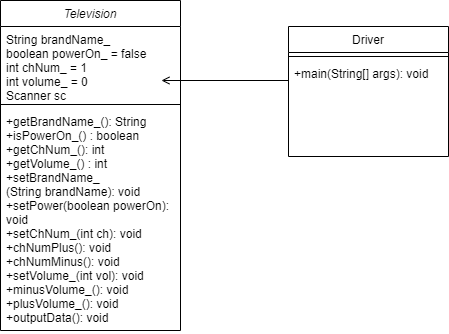 Television
String brandName_
boolean powerOn_ = false
int chNum_ = 1
int volume_ = 0
Scanner sc
+getBrandName_(): String
+isPowerOn_() : boolean
+getChNum_(): int
+getVolume_() : int
+setBrandName_
(String brandName): void
+setPower(boolean powerOn):
void
+setChNum_(int ch): void
+chNumPlus(): void
+chNumMinus(): void
+setVolume_(int vol): void
+minusVolume_(): void
+plusVolume_(): void
+outputData(): void
Driver
+main(String[] args): void